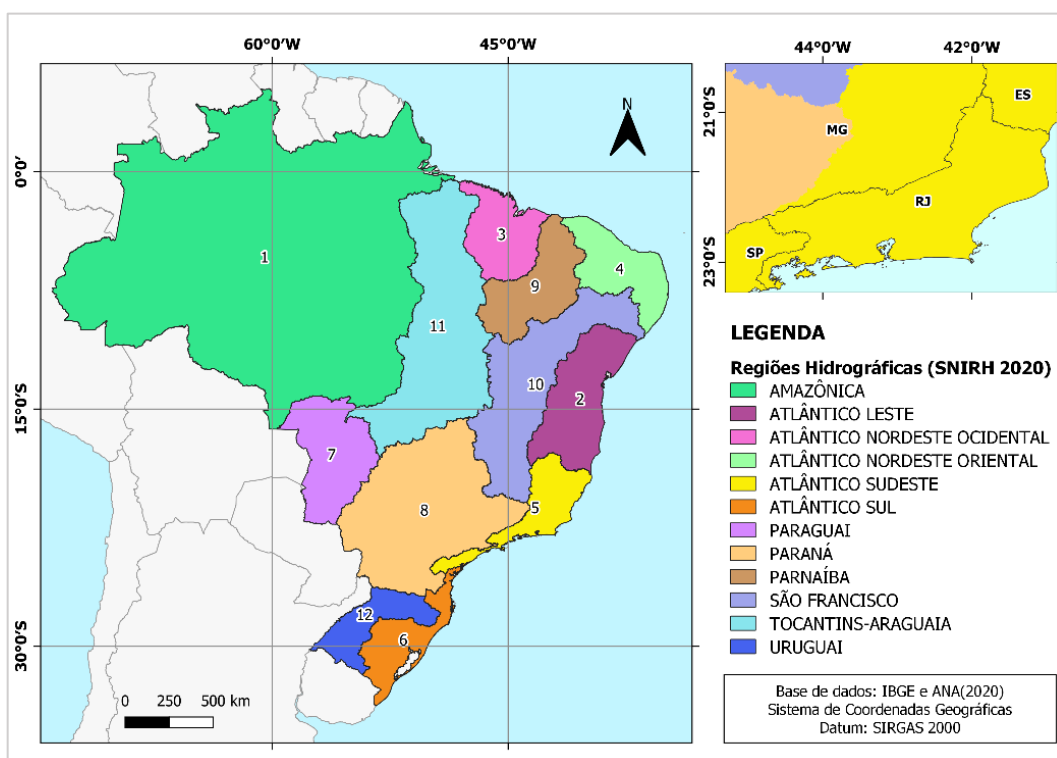 60°0'W
45°0'W
44°0'W
42°0'W
N
ES
21°S
MG
0°0'
RJ
3
1
SP
23°S
4
9
11
LEGENDA
Regiões Hidrográficas (SNIRH 2020)
10
AMAZÔNICA
15°0'S
2
ATLÂNTICO LESTE
ATLÂNTICO NORDESTE OCIDENTAL
7
ATLÂNTICO NORDESTE ORIENTAL
ATLÂNTICO SUDESTE
8
5
ATLÂNTICO SUL
PARAGUAI
PARANÁ
PARNAÍBA
SÃO FRANCISCO
12
TOCANTINS-ARAGUAIA
6
30°0'S
URUGUAI
0 250 500 km
Base de dados: IBGE e ANA(2020)
Sistema de Coordenadas Geográficas
Datum: SIRGAS 2000